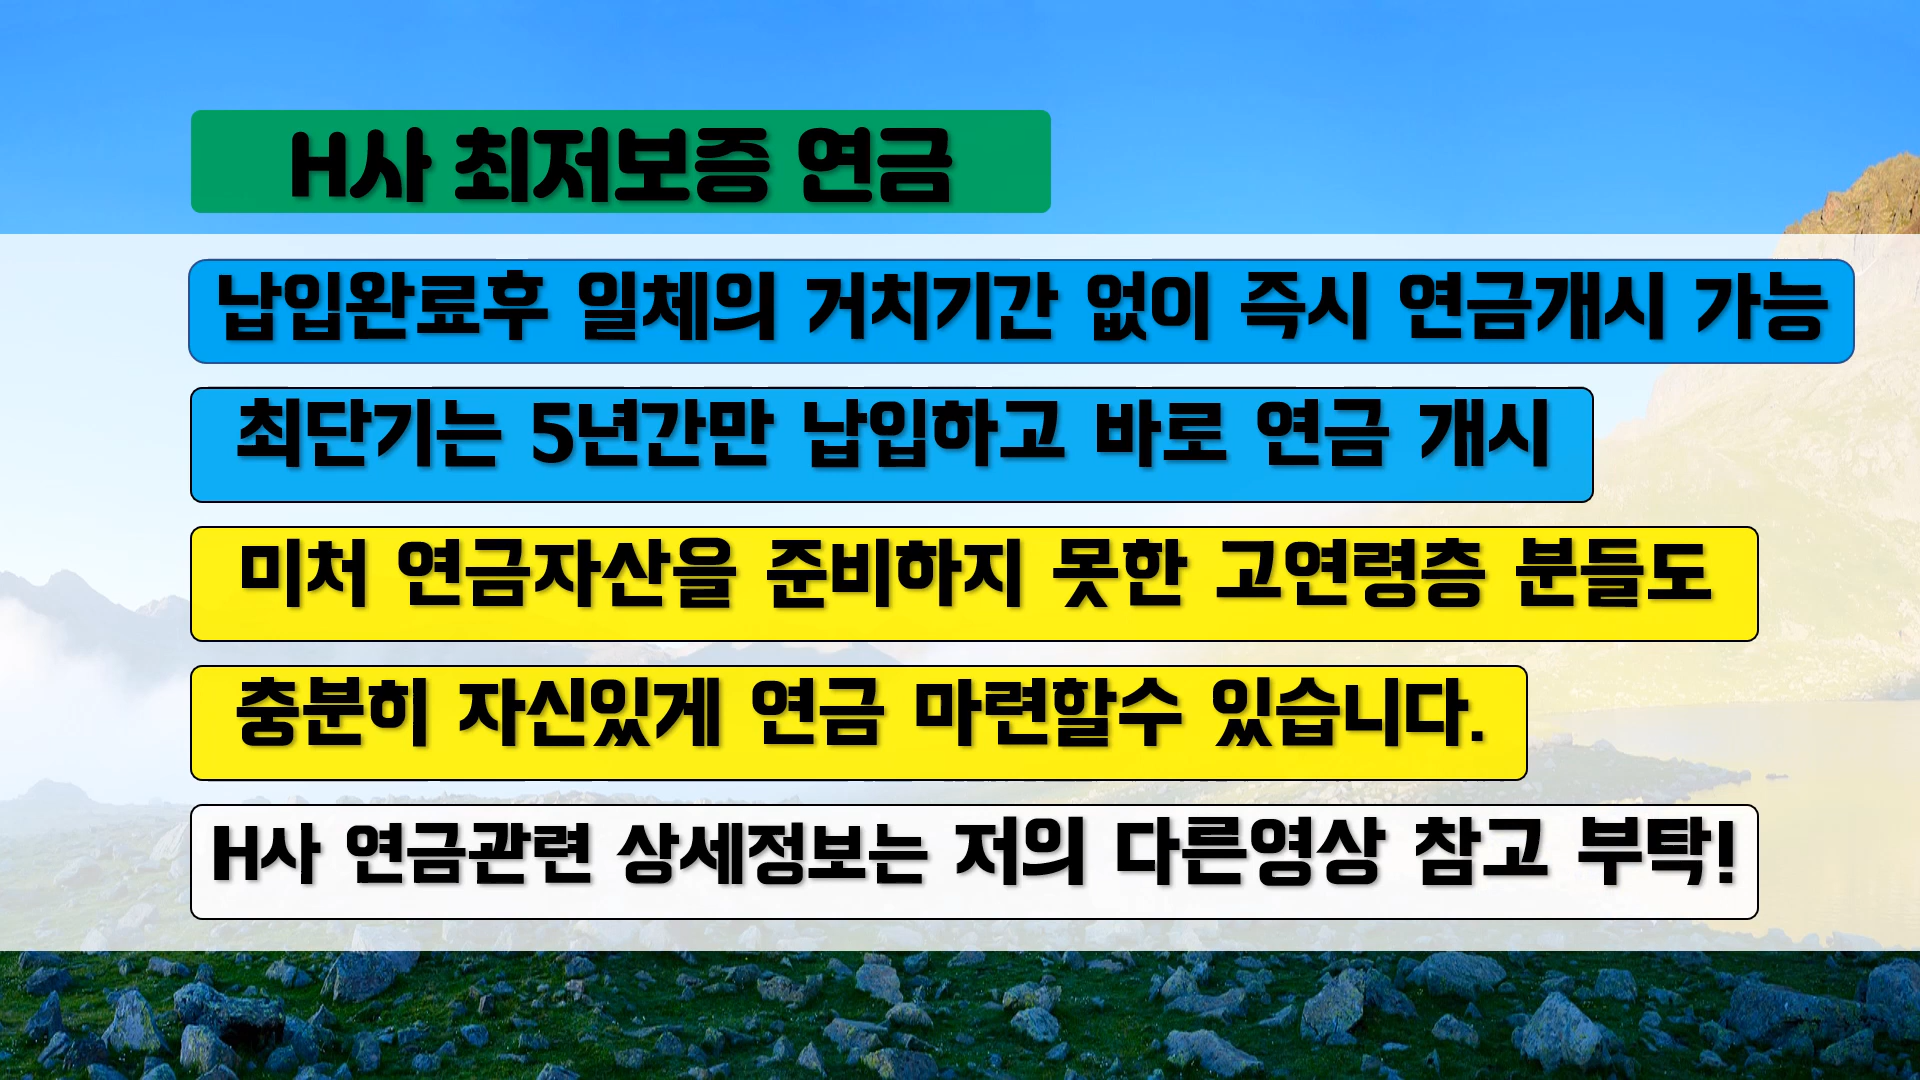 H사 최저보증 연금
납입완료후 일체의 거치기간 없이 즉시 연금개시 가능
최단기는 5년간만 납입하고 바로 연금 개시
미처 연금자산을 준비하지 못한 고연령층 분들도
충분히 자신있게 연금 마련할수 있습니다.
H사 연금관련 상세정보는 저의 다른영상 참고 부탁!